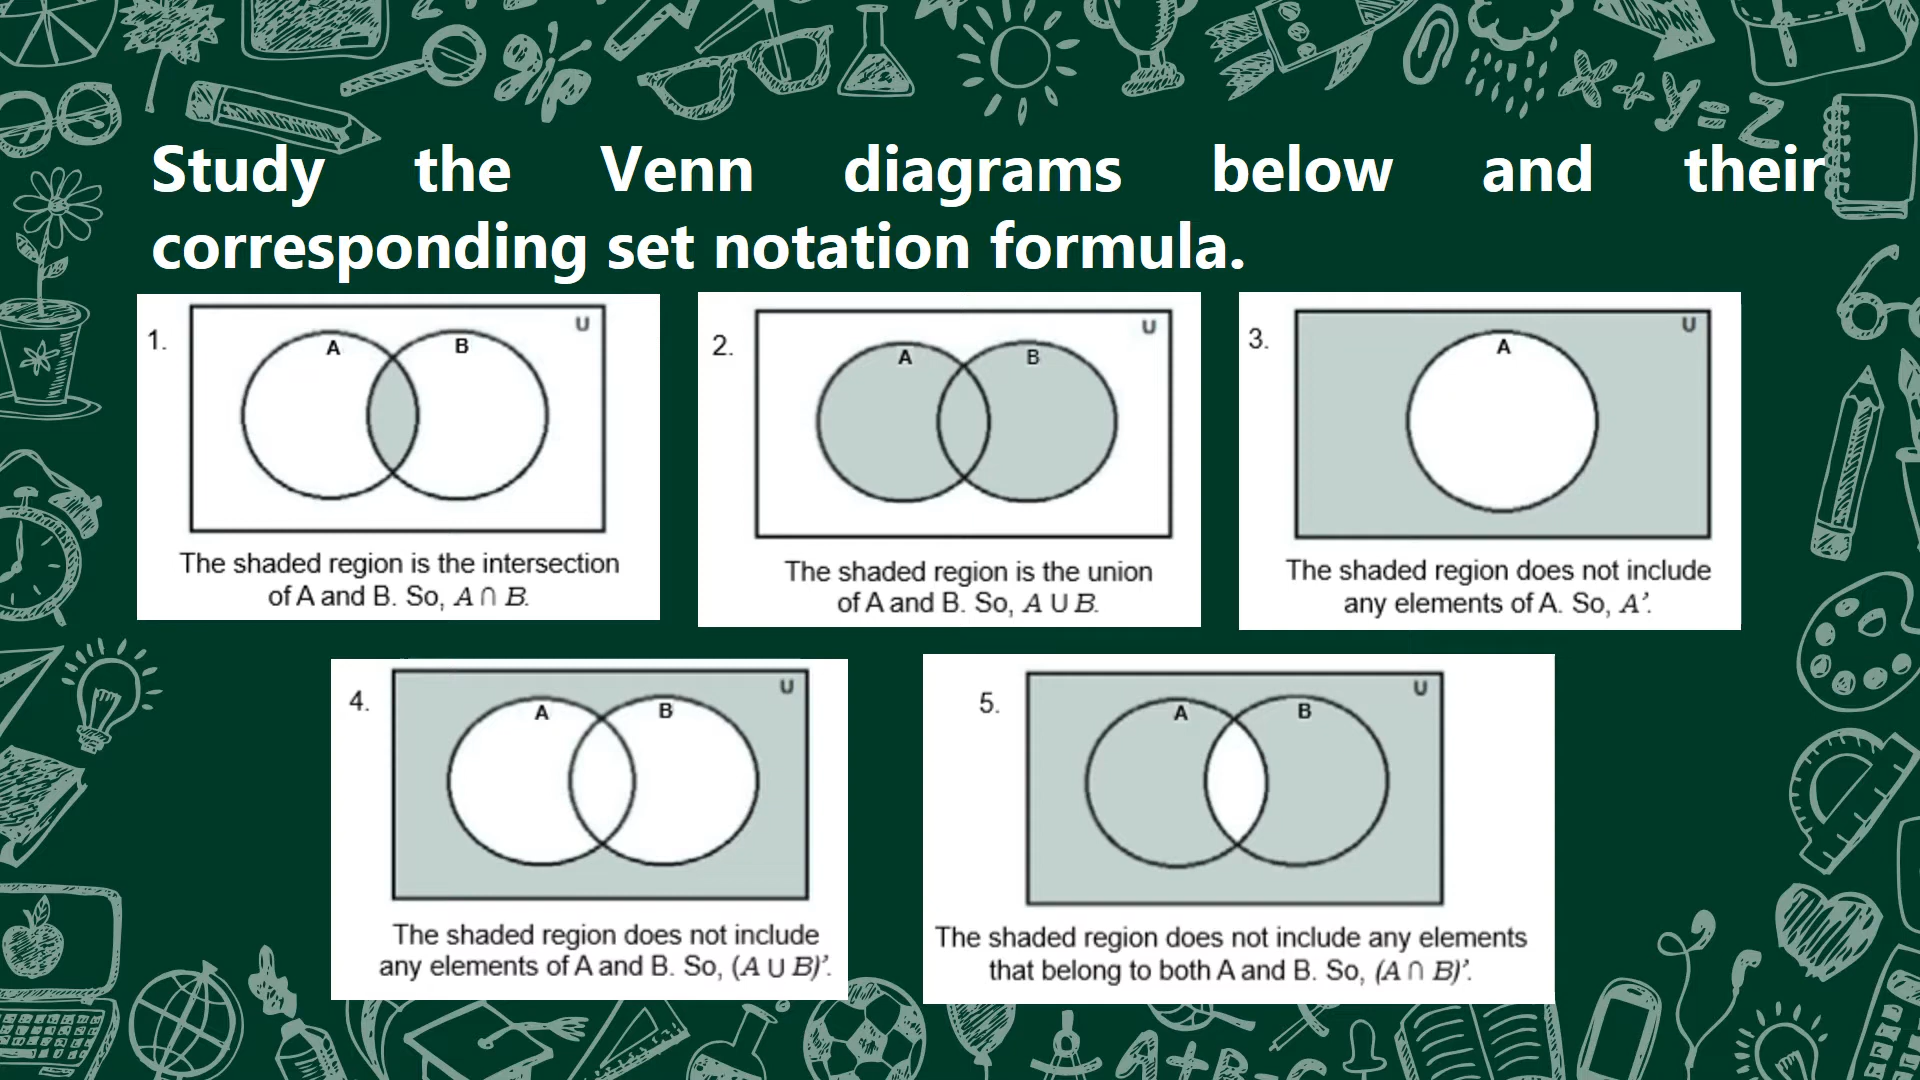 Study the Venn diagrams below and their
corresponding set notation formula.
1.
U
A
B
The shaded region is the intersection
of A and B. So, A ∩ B.
2.
U
A
B
The shaded region is the union
of A and B. So, A ∪ B.
3.
U
A
The shaded region does not include
any elements of A. So, A’.
4.
U
A
B
The shaded region does not include
any elements of A and B. So, (A ∪ B)’.
5.
U
A
B
The shaded region does not include any elements
that belong to both A and B. So, (A ∩ B)’.
x+y=z
A+B=C